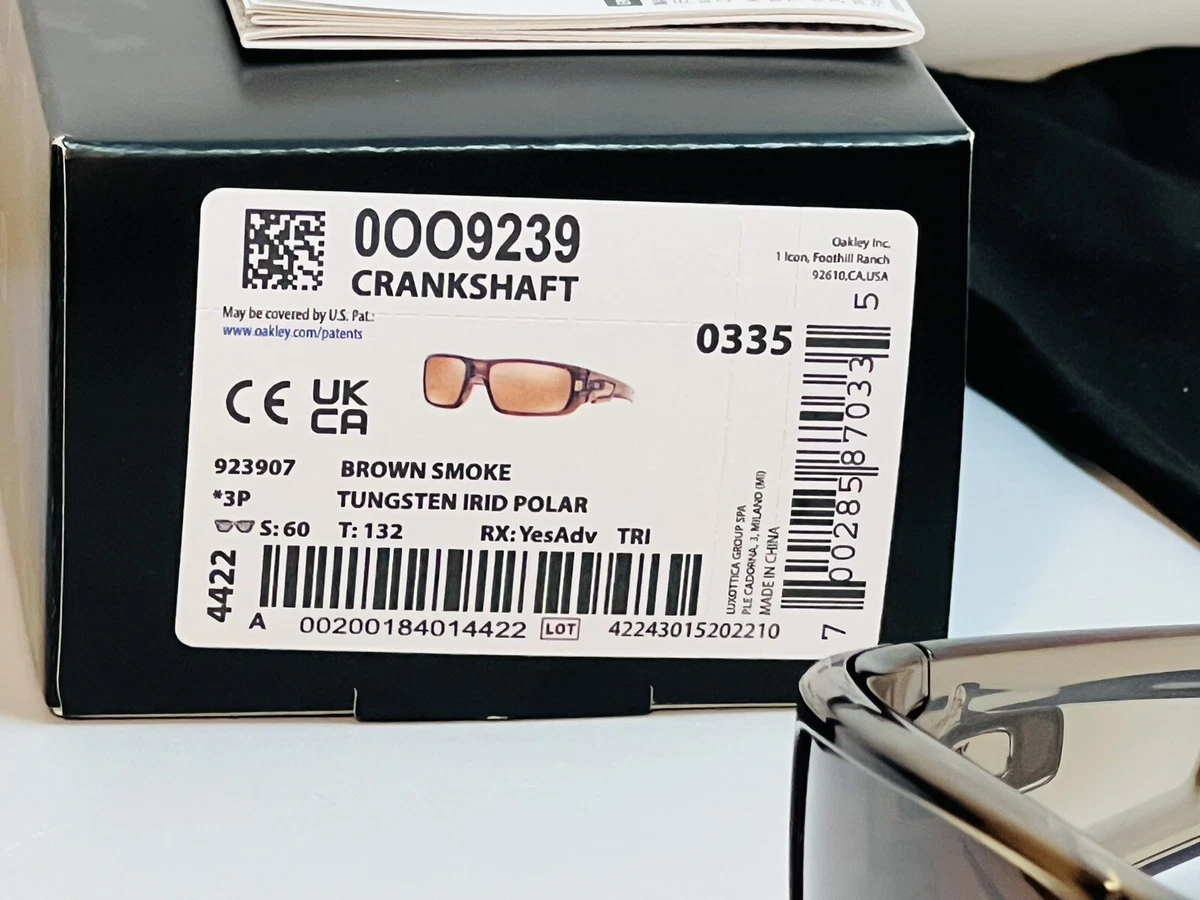 0OO9239
CRANKSHAFT
Oakley Inc.
1 Icon, Foothill Ranch
92610,CA,USA
May be covered by U.S. Pat.:
www.oakley.com/patents
0335
CE UK
CA
923907 BROWN SMOKE
*3P TUNGSTEN IRID POLAR
S: 60 T: 132 RX: YesAdv TRI
4422
A 00200184014422 LOT 42243015202210
LUXOTTICA GROUP SPA
PLE CADORNA, 3, MILANO (MI)
MADE IN CHINA
7 00285 87033 5